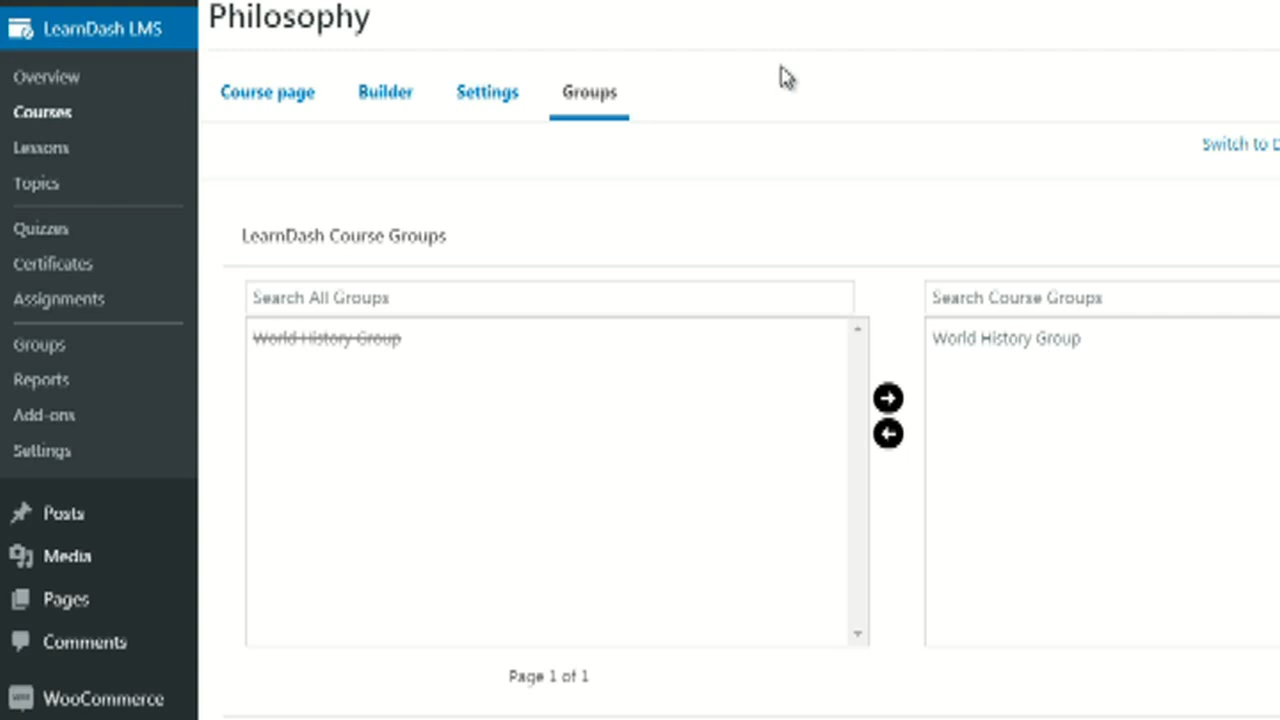 LearnDash LMS
Overview
Courses
Lessons
Topics
Quizzes
Certificates
Assignments
Groups
Reports
Add-ons
Settings
Posts
Media
Pages
Comments
WooCommerce
Philosophy
Course page Builder Settings Groups
Switch to D
LearnDash Course Groups
Search All Groups
World History Group
Search Course Groups
World History Group
Page 1 of 1